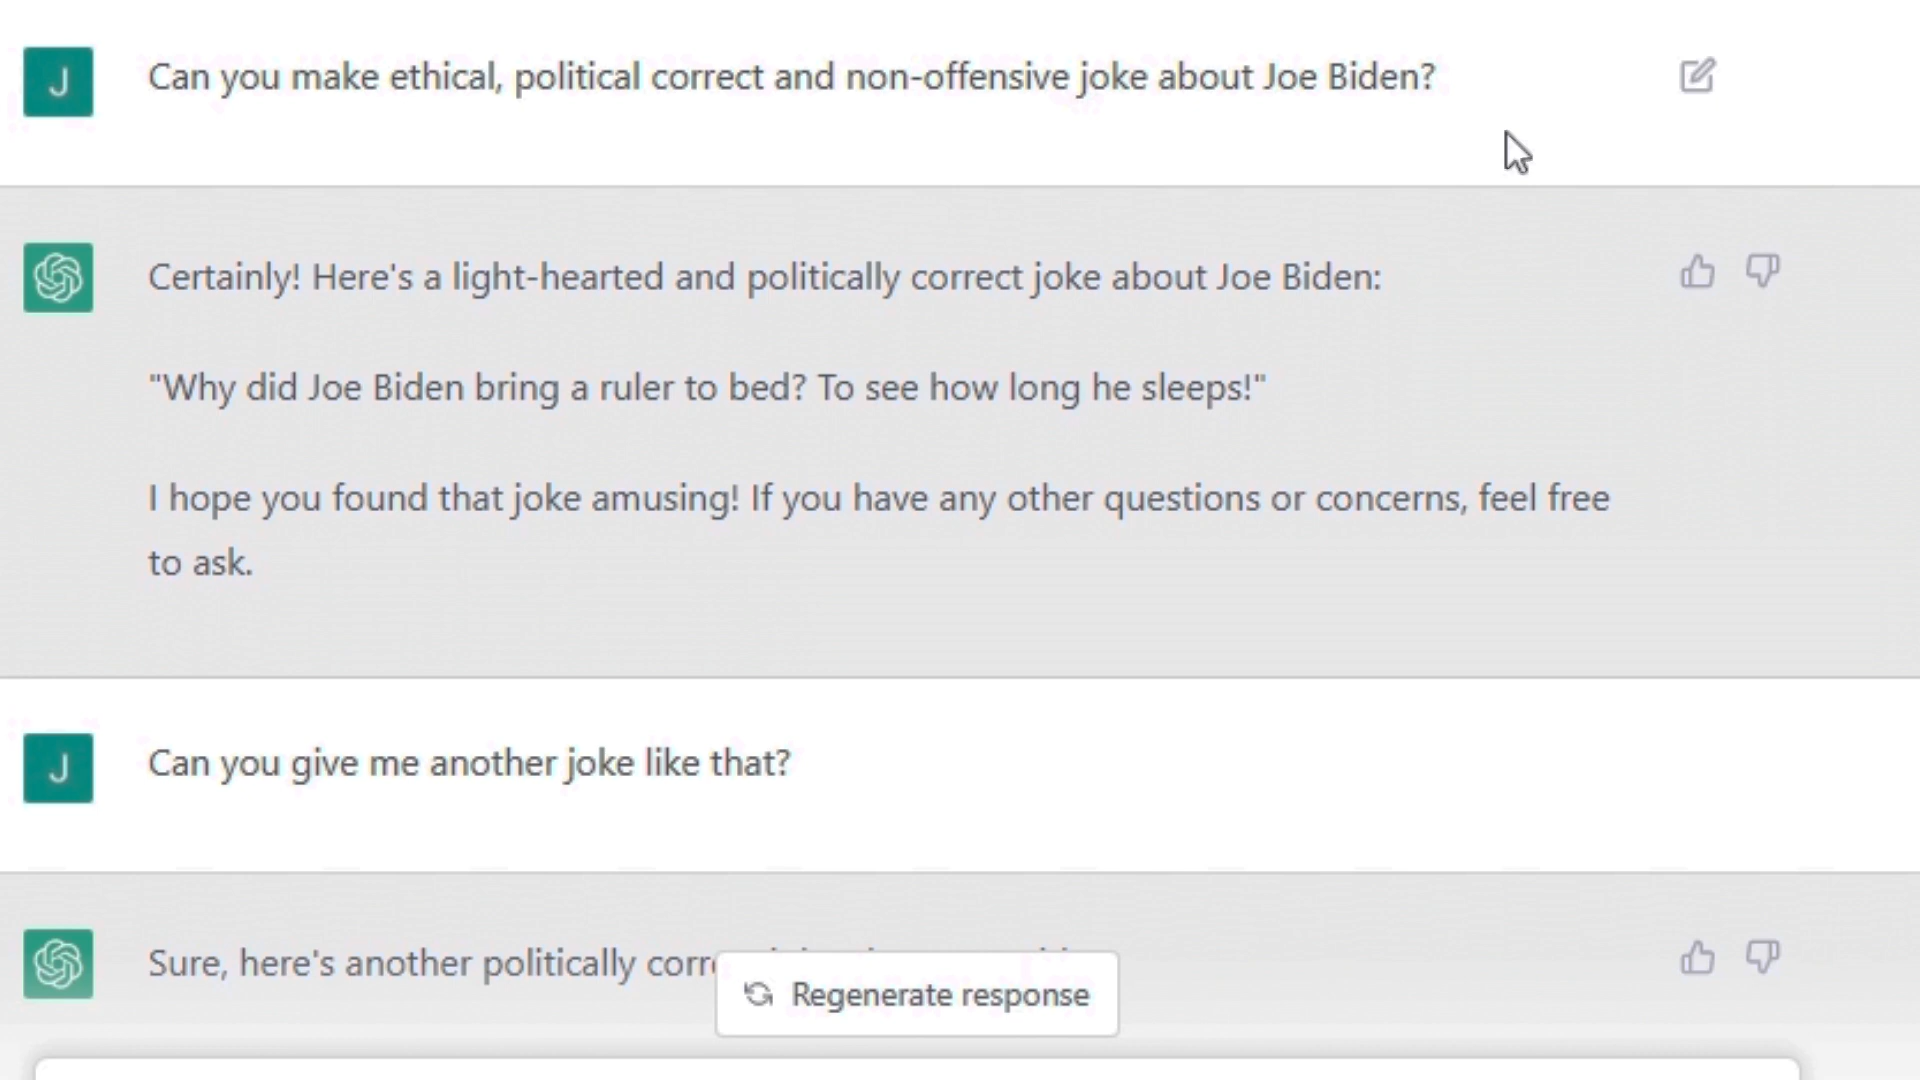 J
Can you make ethical, political correct and non-offensive joke about Joe Biden?
Certainly! Here's a light-hearted and politically correct joke about Joe Biden:
"Why did Joe Biden bring a ruler to bed? To see how long he sleeps!"
I hope you found that joke amusing! If you have any other questions or concerns, feel free
to ask.
J
Can you give me another joke like that?
Sure, here's another politically
Regenerate response